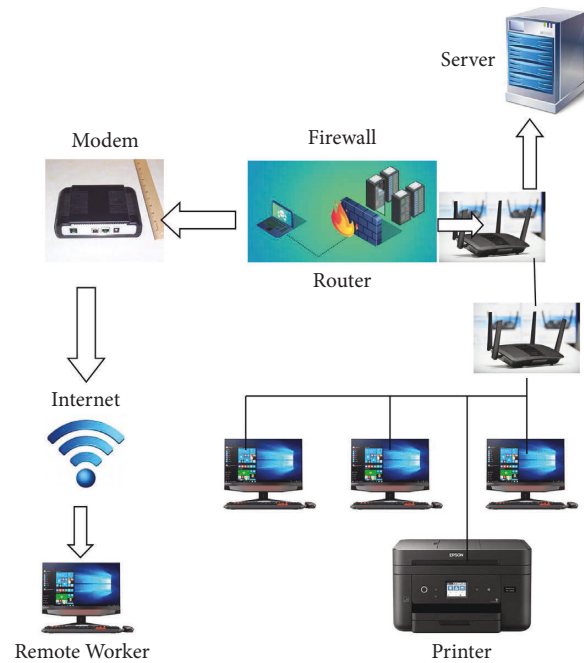 Server
Modem
Firewall
Router
Internet
EPSON
Remote Worker
Printer